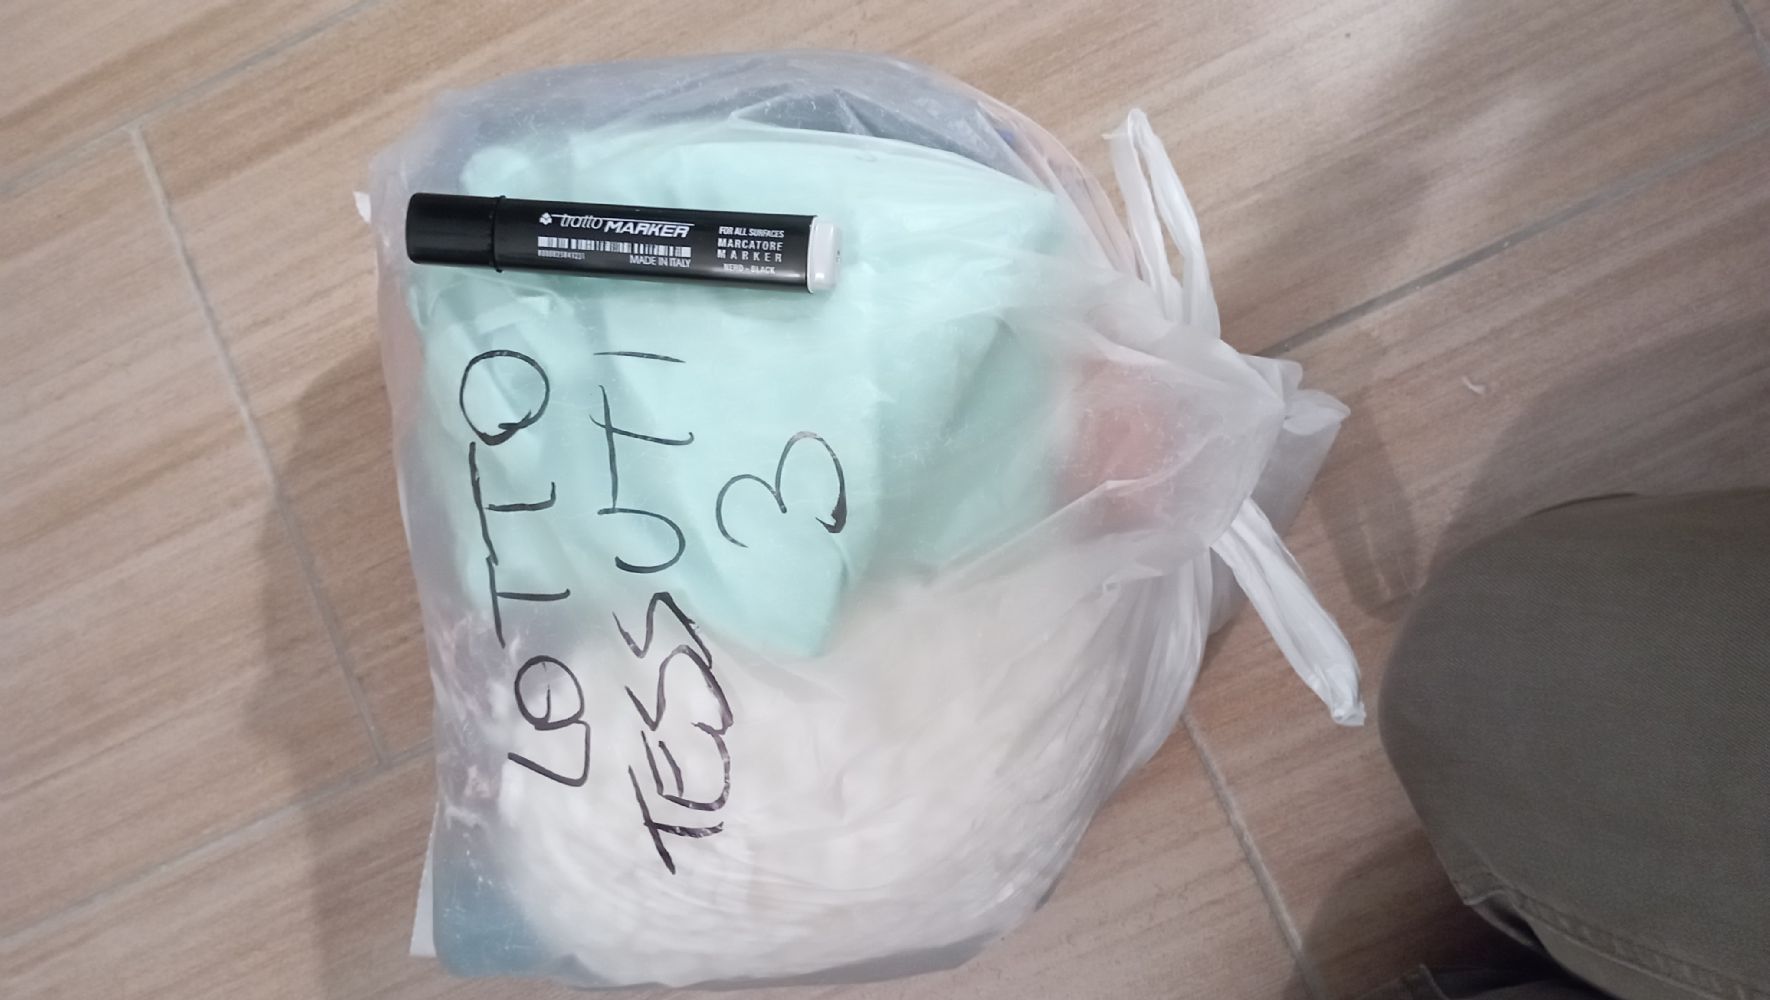 LOTTO
TESSUTI
3
tratto MARKER
MADE IN ITALY
FOR ALL SURFACES
MARCATORE
MARKER
NERO - BLACK